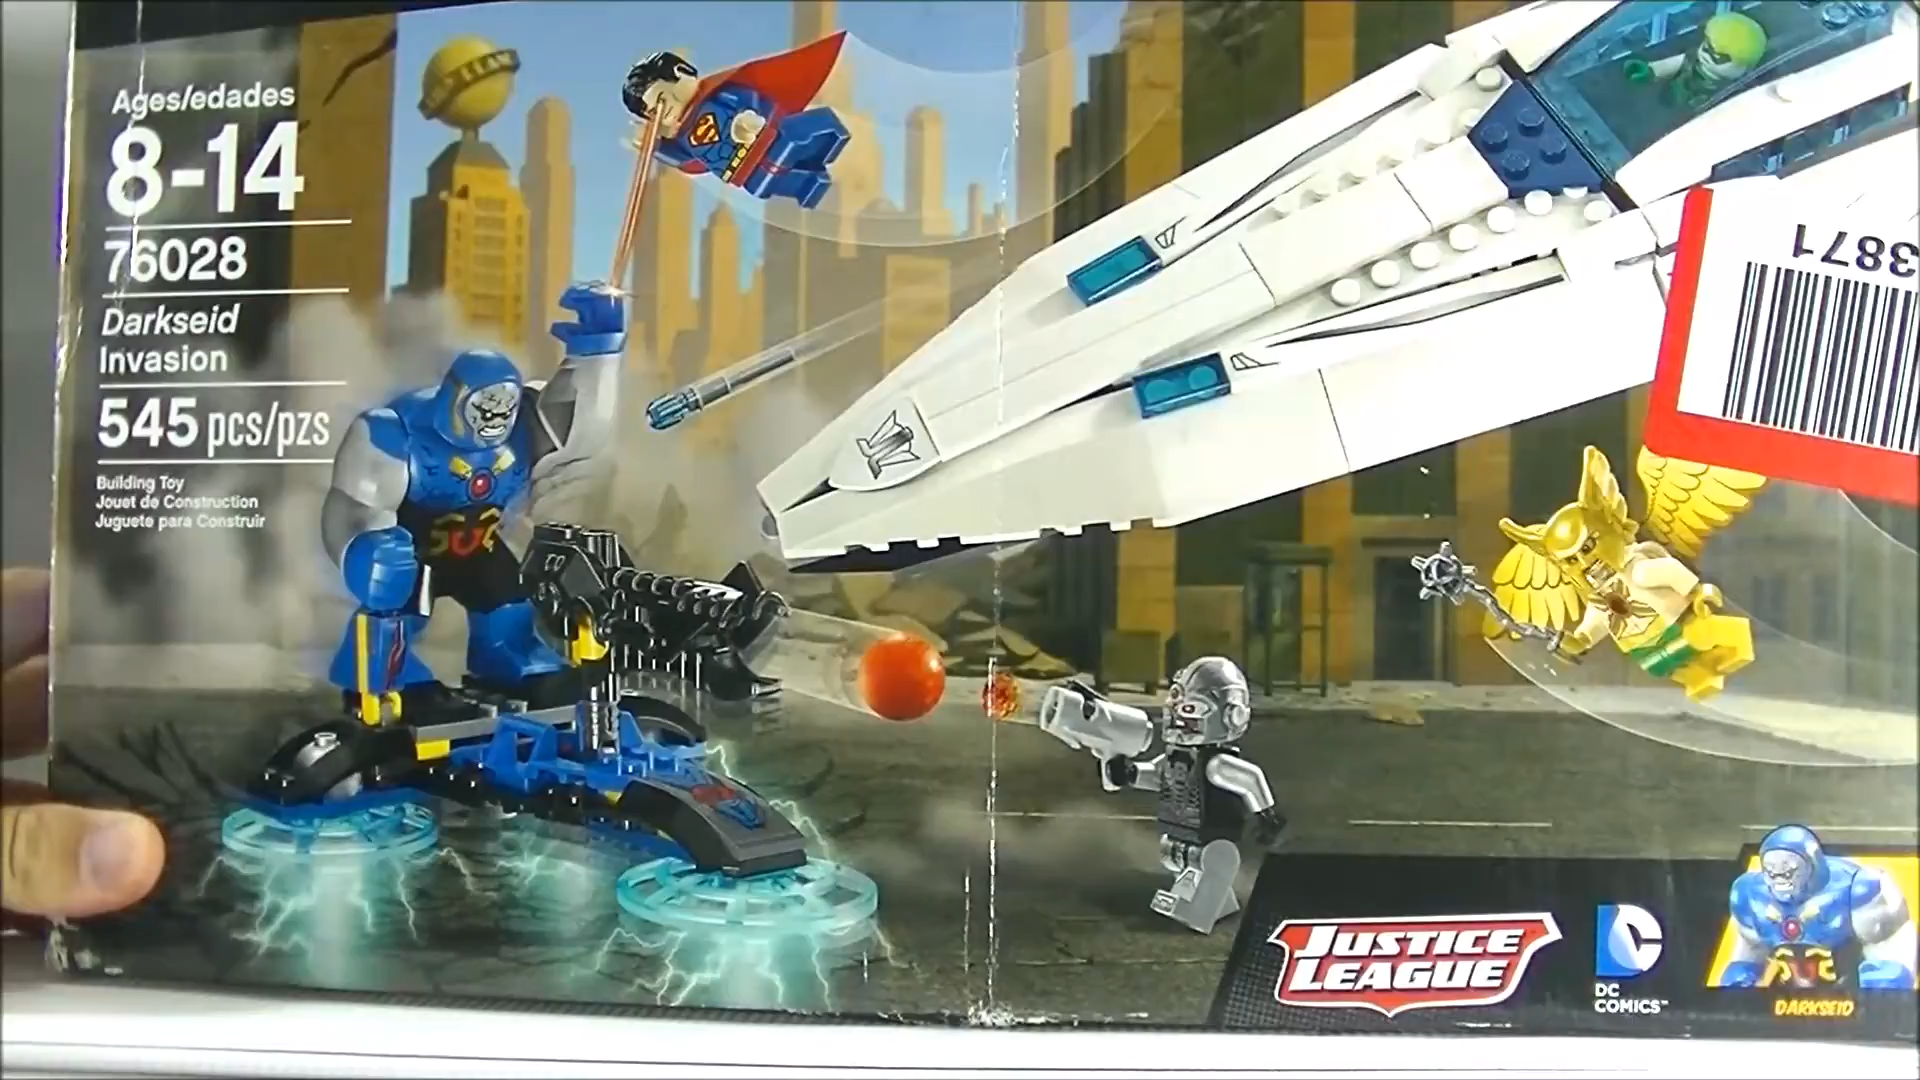 Ages/edades
8-14
76028
Darkseid
Invasion
545 pcs/pzs
Building Toy
Jouet de Construction
Juguete para Construir
3871
JUSTICE
LEAGUE
DC
COMICS™
DARKSEID